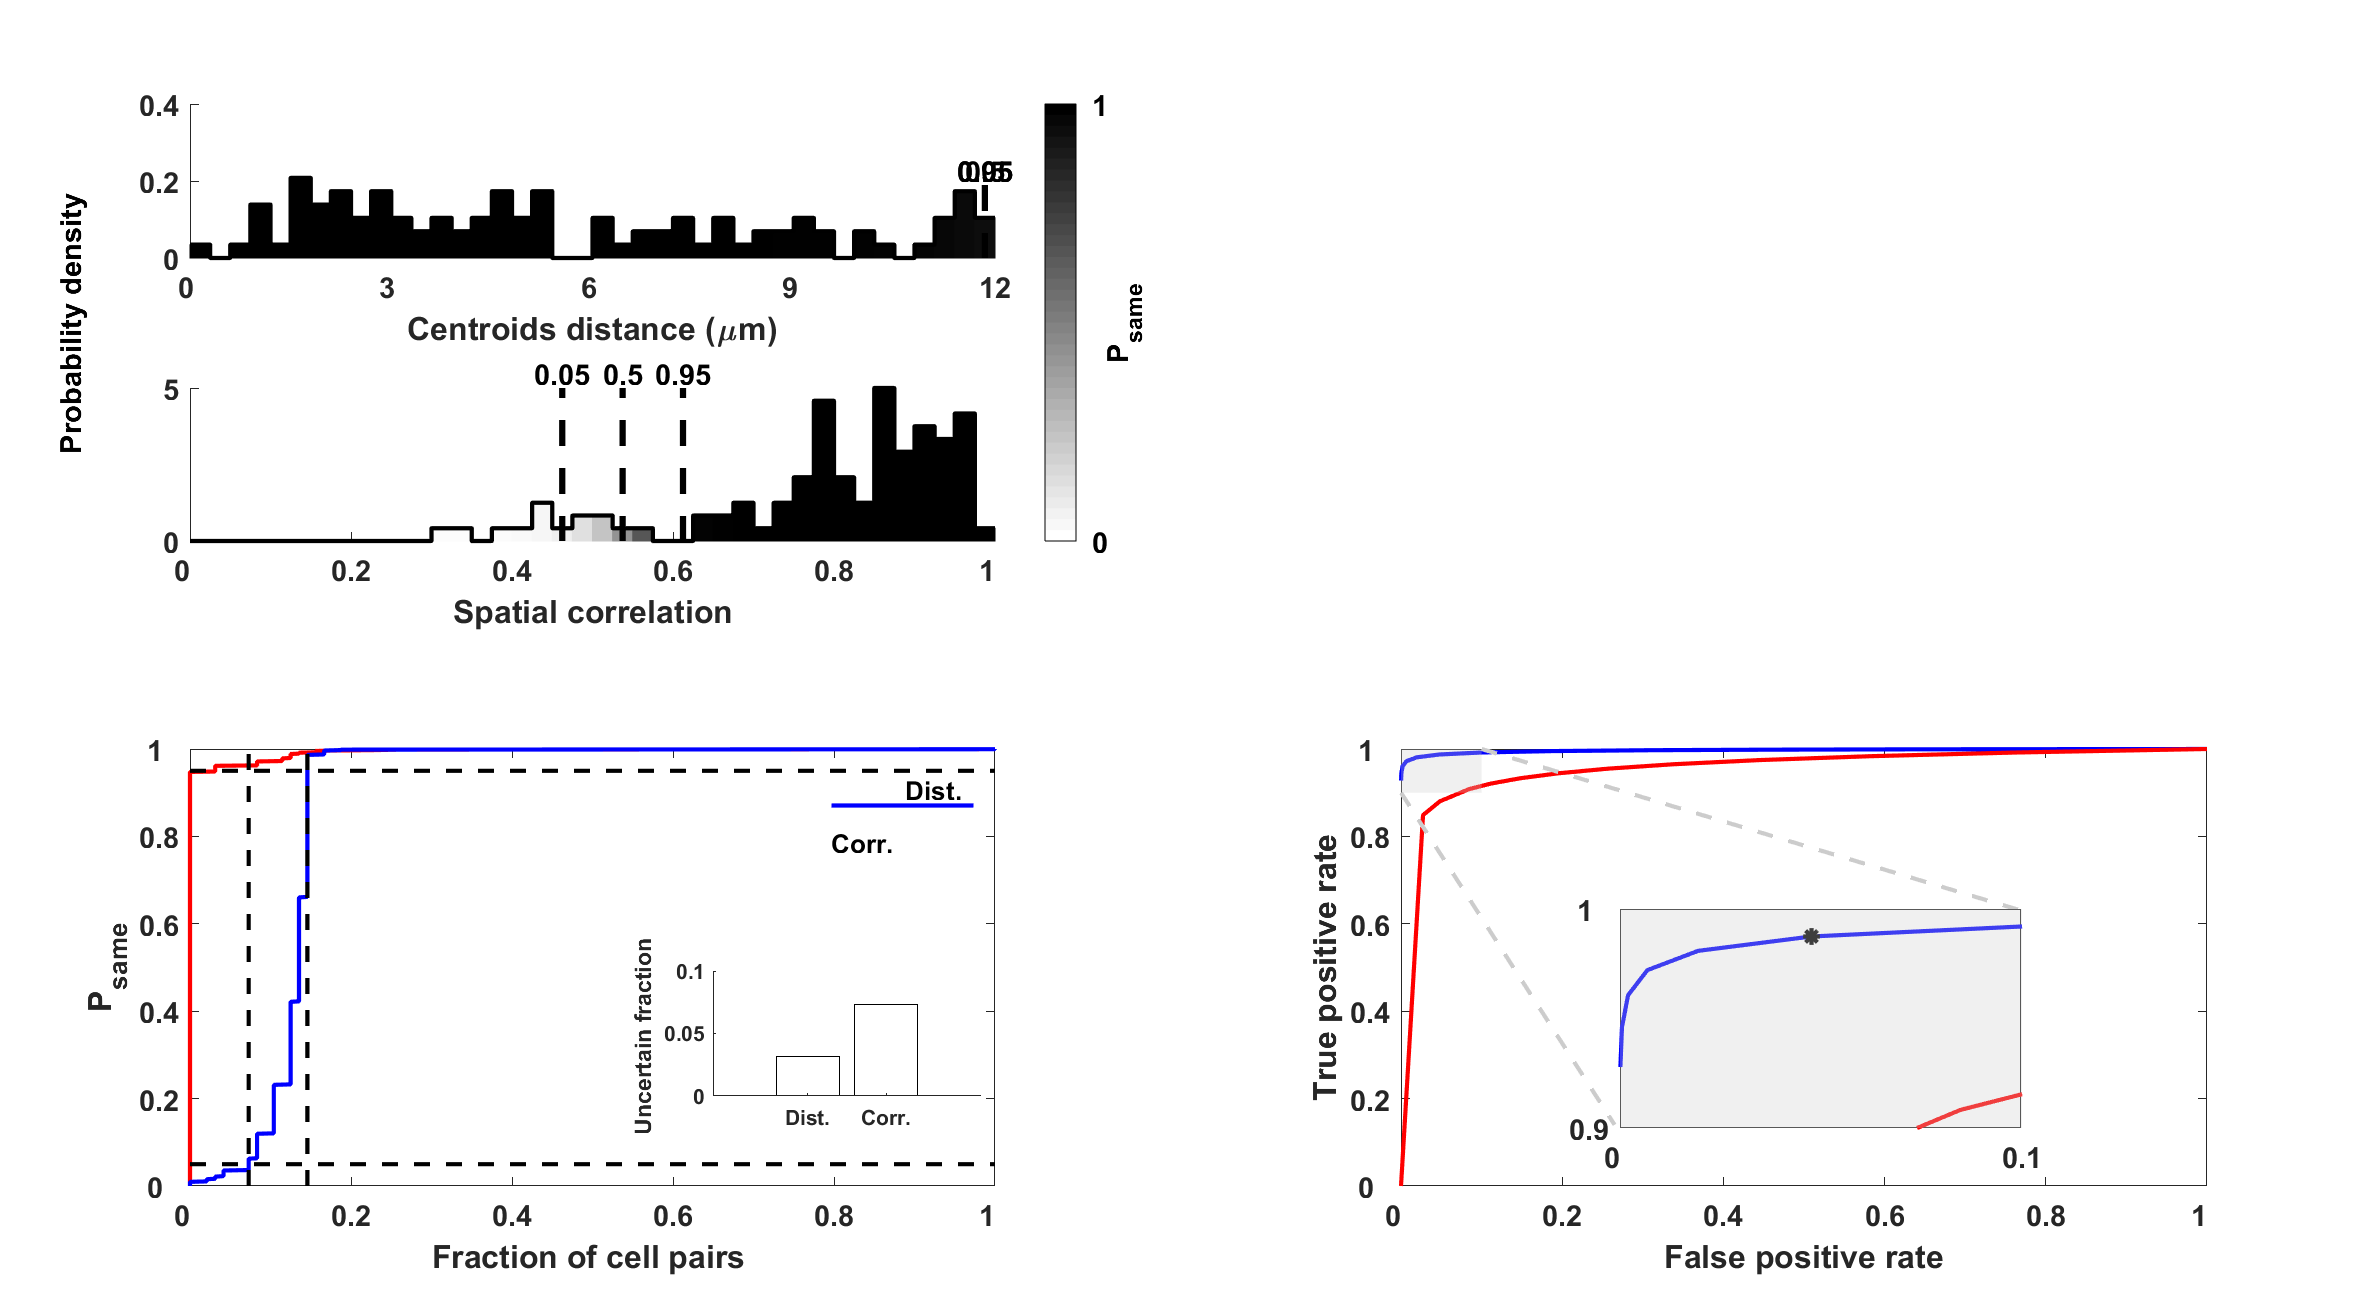 Probability density
0.4
0.2
0
0 3 6 9 12
Centroids distance (μm)
1
0
P same
0.05 0.5 0.95
5
0
0 0.2 0.4 0.6 0.8 1
Spatial correlation
P same
1
0.8
0.6
0.4
0.2
0
0 0.2 0.4 0.6 0.8 1
Fraction of cell pairs
Dist.
Corr.
Uncertain fraction
0.1
0.05
0
Dist. Corr.
True positive rate
1
0.8
0.6
0.4
0.2
0
0 0.2 0.4 0.6 0.8 1
False positive rate
1
0.9
0 0.1